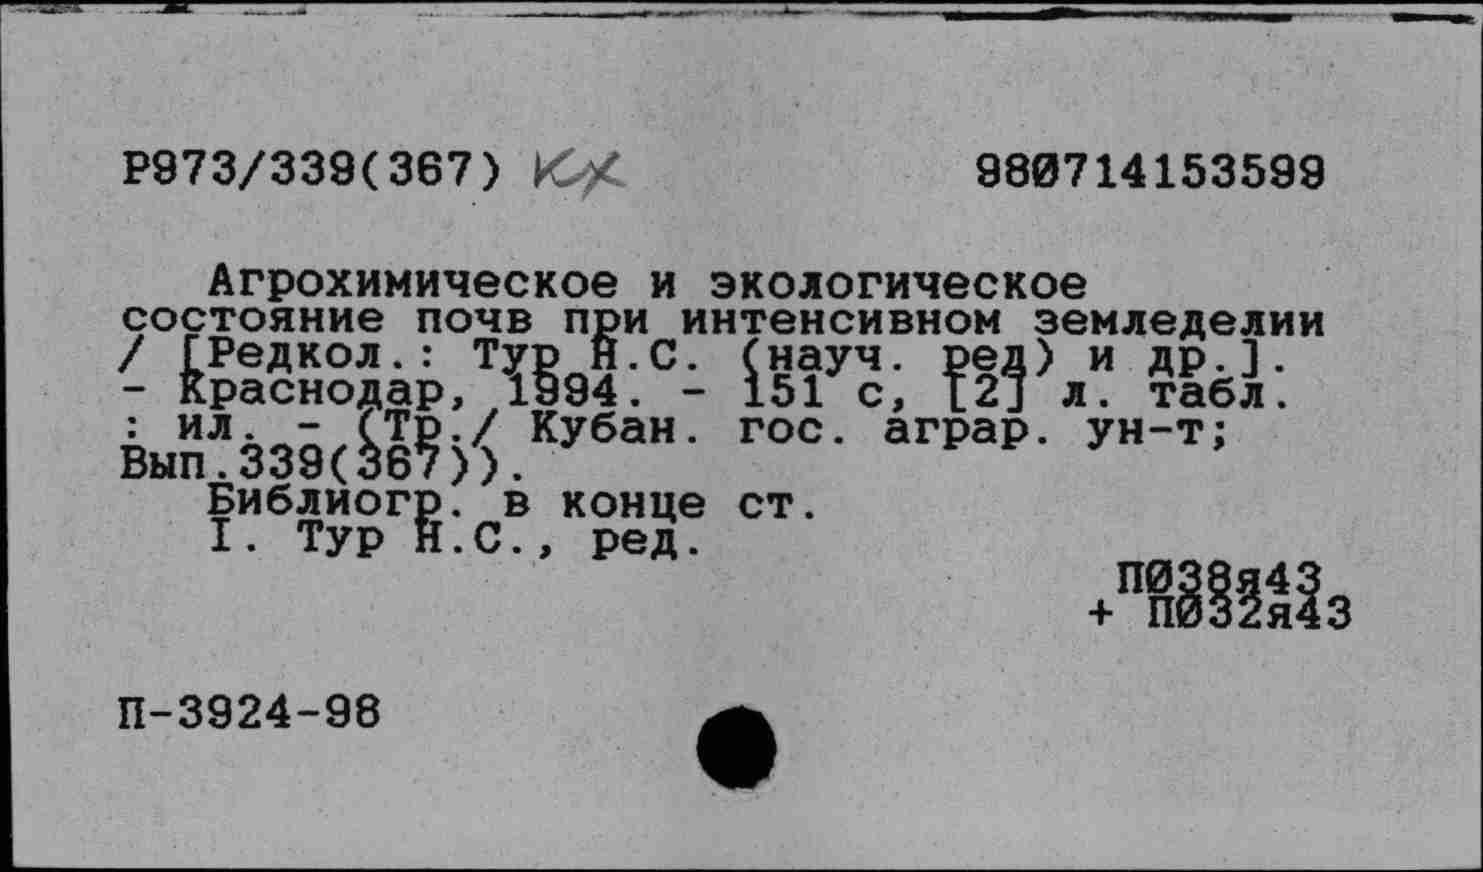 Р973/339(367) КХ 980714153599
Агрохимическое и экологическое
состояние почв при интенсивном земледелии
/ [Редкол.: Тур Н.С. (науч. ред) и др.].
- Краснодар, 1994. - 151 с, [2] л. табл.
: ил. - (Тр./ Кубан. гос. аграр. ун-т;
Вып.339(367)).
Библиогр. в конце ст.
I. Тур Н.С., ред.
П038я43
+ П032я43
П-3924-98